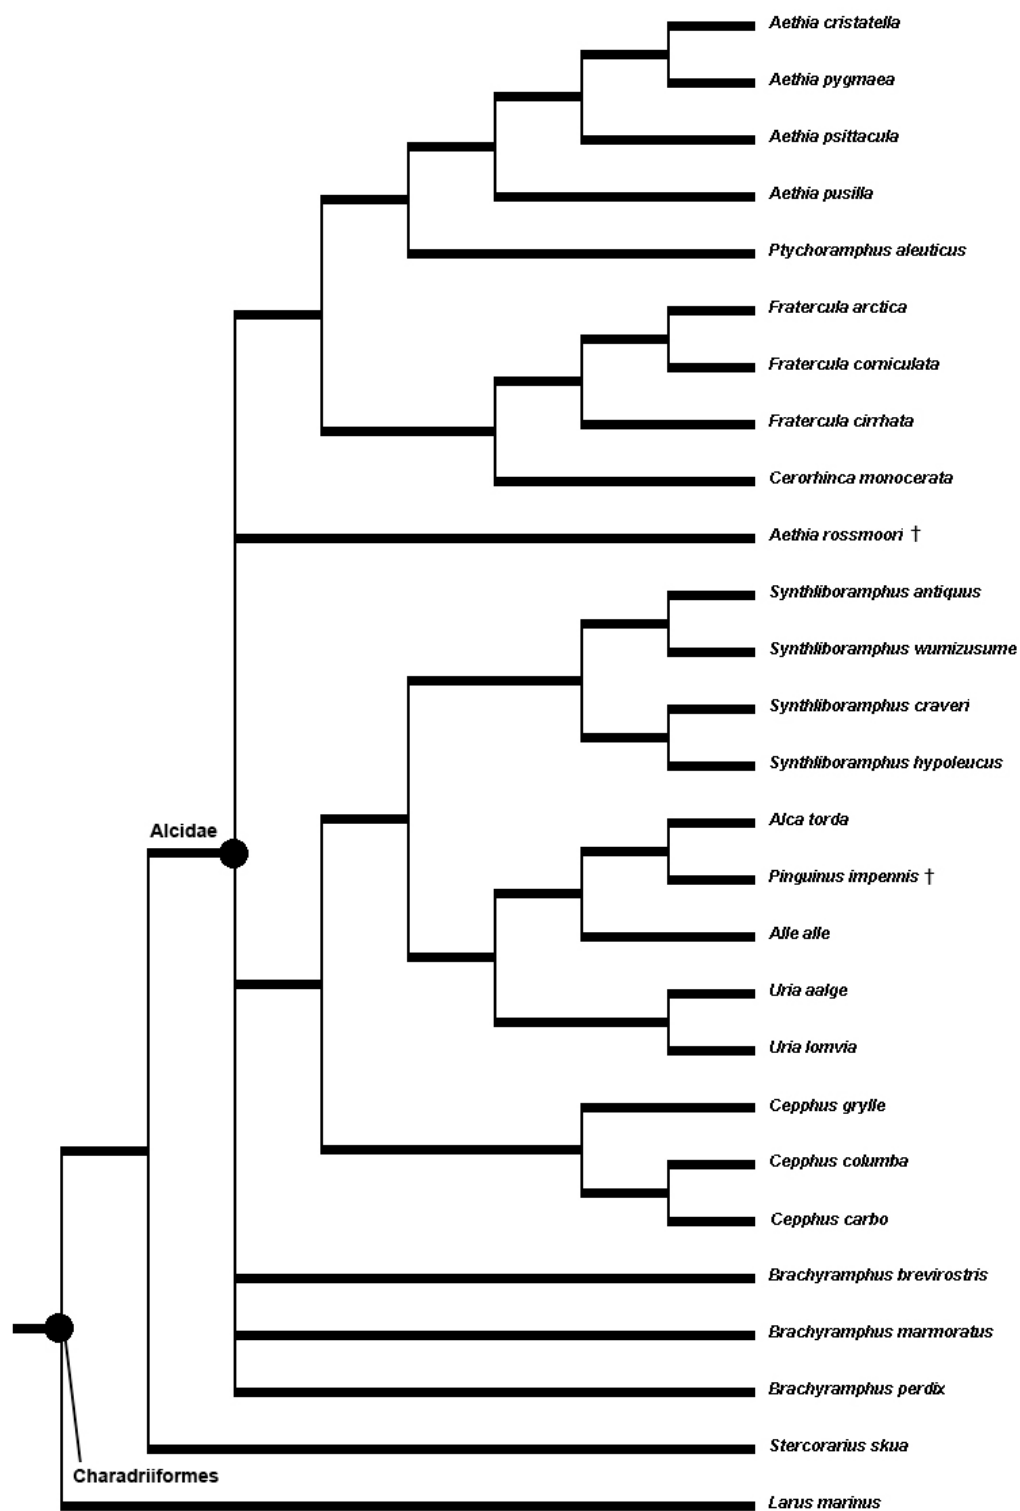 Aethia cristatella
Aethia pygmaea
Aethia psittacula
Aethia pusilla
Ptychoramphus aleuticus
Fratercula arctica
Fratercula corniculata
Fratercula cirrhata
Cerorhinca monocerata
Aethia rossmoori †
Synthliboramphus antiquus
Synthliboramphus wumizusume
Synthliboramphus craveri
Synthliboramphus hypoleucus
Alca torda
Alcidae
Pinguinus impennis †
Alle alle
Uria aalge
Uria lomvia
Cepphus grylle
Cepphus columba
Cepphus carbo
Brachyramphus brevirostris
Brachyramphus marmoratus
Brachyramphus perdix
Stercorarius skua
Charadriiformes
Larus marinus